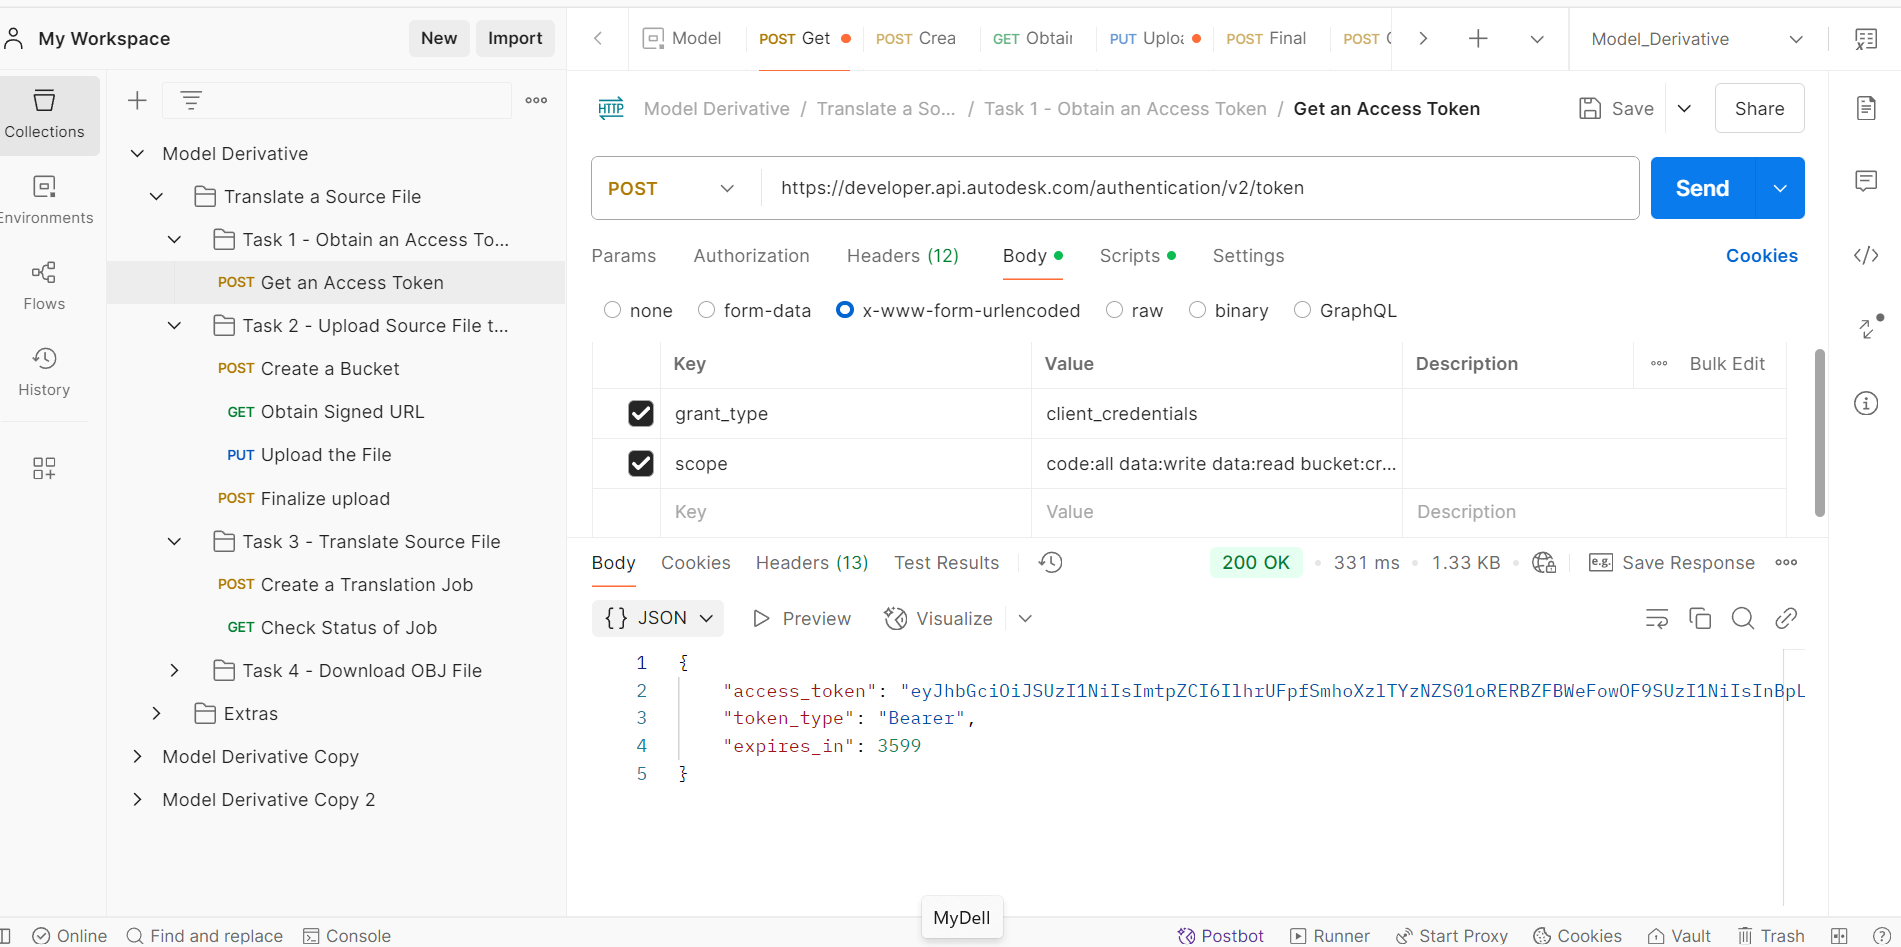 My Workspace
New
Import
Model
POST Get
POST Crea
GET Obtain
PUT Uploa
POST Final
POST
Model_Derivative
Collections
Environments
Flows
History
Model Derivative
Translate a Source File
Task 1 - Obtain an Access To...
POST Get an Access Token
Task 2 - Upload Source File t...
POST Create a Bucket
GET Obtain Signed URL
PUT Upload the File
POST Finalize upload
Task 3 - Translate Source File
POST Create a Translation Job
GET Check Status of Job
Task 4 - Download OBJ File
Extras
Model Derivative Copy
Model Derivative Copy 2
HTTP Model Derivative / Translate a So... / Task 1 - Obtain an Access Token / Get an Access Token
Save
Share
POST https://developer.api.autodesk.com/authentication/v2/token
Send
Params Authorization Headers (12) Body Scripts Settings
Cookies
none form-data x-www-form-urlencoded raw binary GraphQL
Key Value Description Bulk Edit
grant_type client_credentials
scope code:all data:write data:read bucket:cr...
Key Value Description
Body Cookies Headers (13) Test Results
200 OK • 331 ms • 1.33 KB •
e.g. Save Response
{} JSON
Preview
Visualize
1 {
2 "access_token": "eyJhbGciOiJSUzI1NiIsImtpZCI6IlhrUFpfSmhoXzlTYzNZS01oRERBZFBWeFowOF9SUzI1NiIsInBpL
3 "token_type": "Bearer",
4 "expires_in": 3599
5 }
MyDell
Online
Find and replace
Console
Postbot
Runner
Start Proxy
Cookies
Vault
Trash